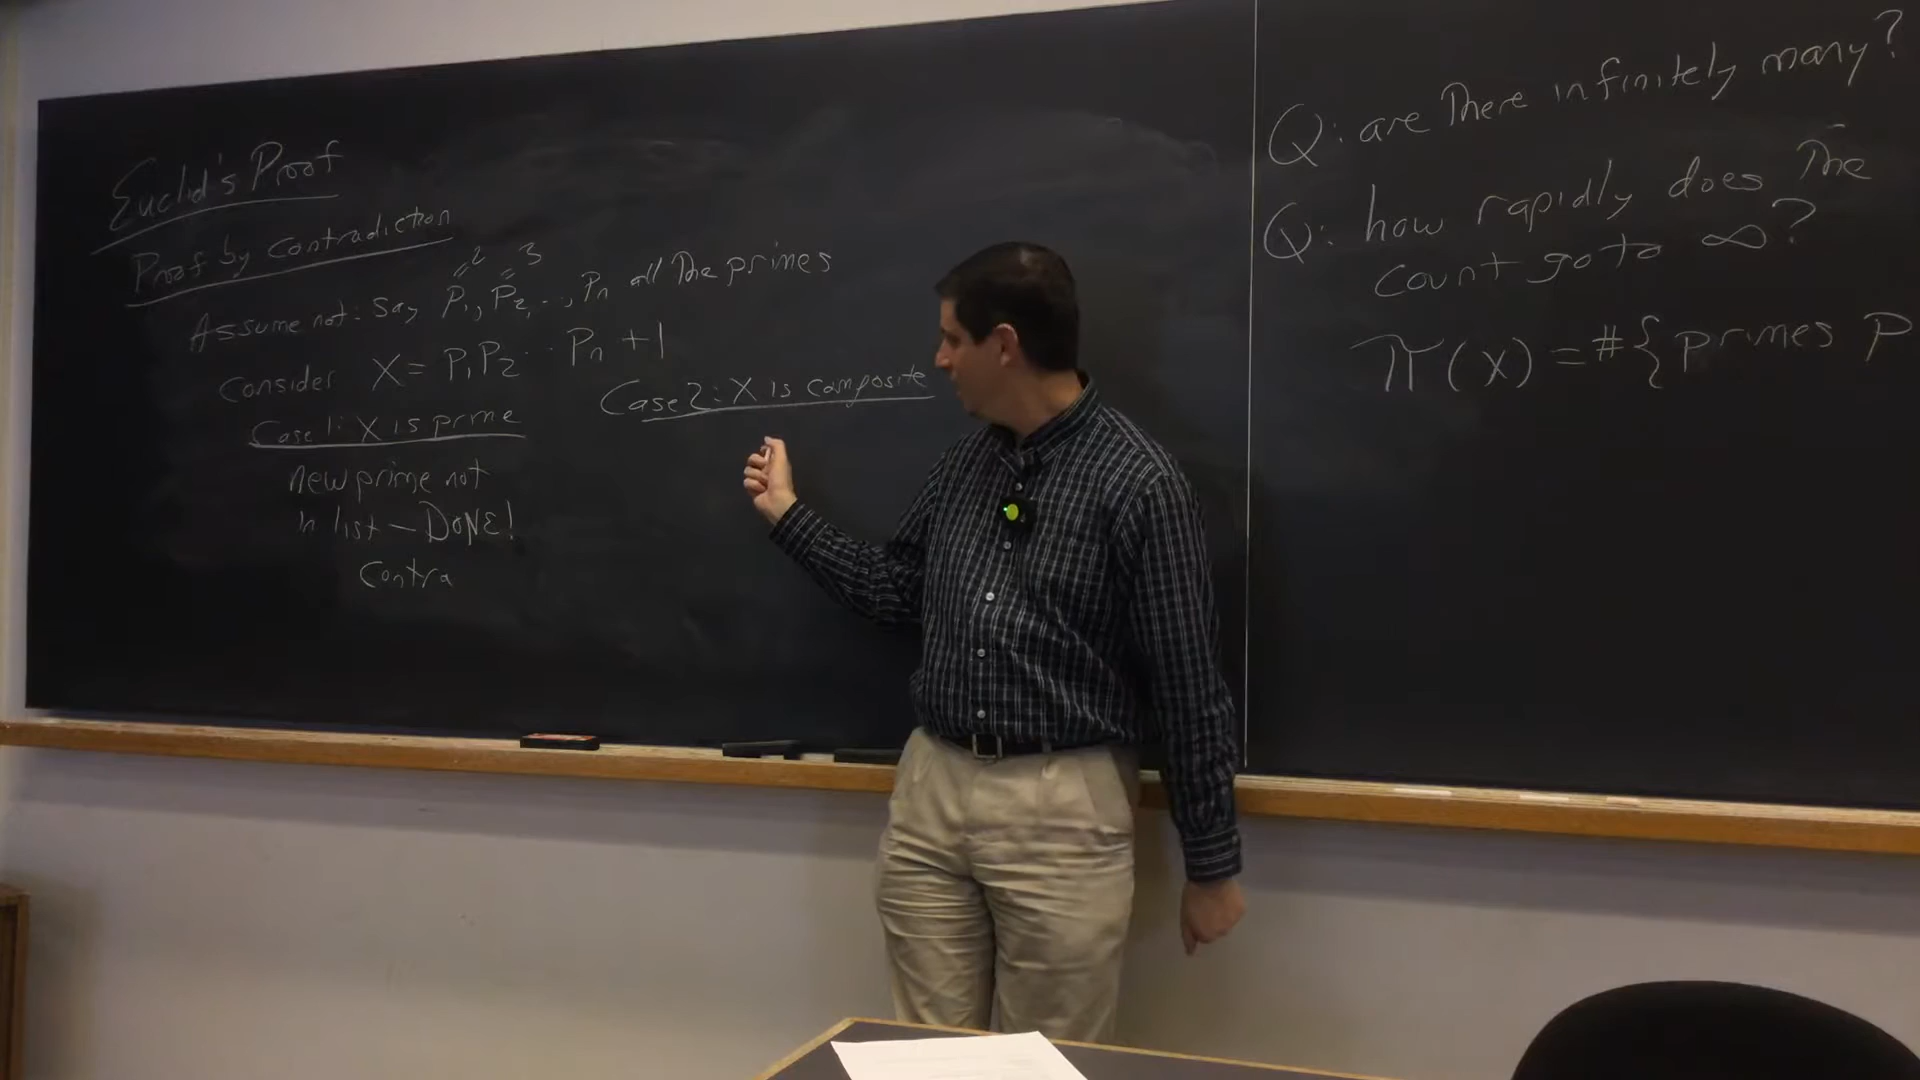 Euclid's Proof
Proof by Contradiction
Assume not: Say P₁, P₂, ..., Pₙ all the primes
=2 =3
Consider X = P₁P₂ ... Pₙ + 1
Case 1: X is prime
new prime not
in list – DONE!
Contra
Case 2: X is composite
Q: are there infinitely many?
Q: how rapidly does the
count go to ∞?
π(x) = #{primes p